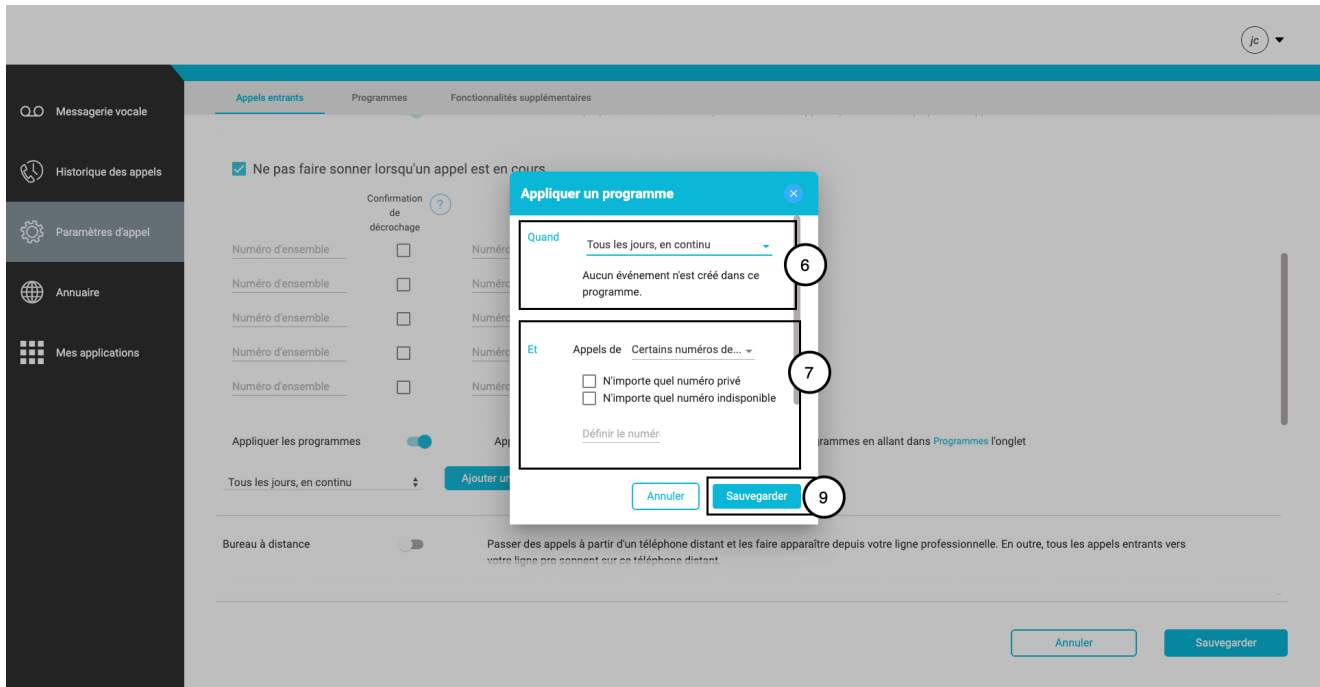 jc
Messagerie vocale
Historique des appels
Paramètres d'appel
Annuaire
Mes applications
Appels entrants
Programmes
Fonctionnalités supplémentaires
Ne pas faire sonner lorsqu'un appel est en cours
Confirmation
de
décrochage
?
Numéro d'ensemble
Numéro d'ensemble
Numéro d'ensemble
Numéro d'ensemble
Numéro d'ensemble
Appliquer les programmes
en allant dans Programmes l'onglet
Tous les jours, en continu
Ajouter un
Appliquer un programme
Quand
Tous les jours, en continu
Aucun événement n'est créé dans ce
programme.
6
Et
Appels de Certains numéros de...
N'importe quel numéro privé
N'importe quel numéro indisponible
Définir le numér
7
Annuler
Sauvegarder
9
Bureau à distance
Passer des appels à partir d'un téléphone distant et les faire apparaître depuis votre ligne professionnelle. En outre, tous les appels entrants vers
votre ligne pro sonnent sur ce téléphone distant.
Annuler
Sauvegarder